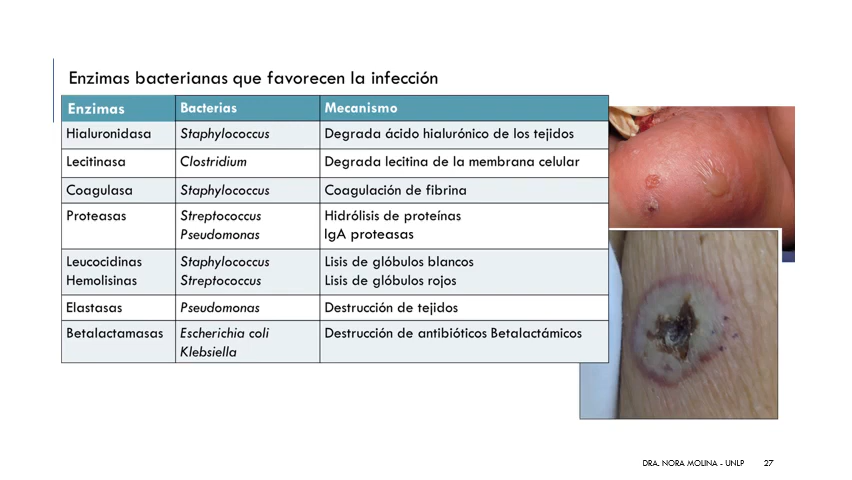 Enzimas bacterianas que favorecen la infección
Enzimas Bacterias Mecanismo
Hialuronidasa Staphylococcus Degrada ácido hialurónico de los tejidos
Lecitinasa Clostridium Degrada lecitina de la membrana celular
Coagulasa Staphylococcus Coagulación de fibrina
Proteasas Streptococcus Hidrólisis de proteínas
Pseudomonas IgA proteasas
Leucocidinas Staphylococcus Lisis de glóbulos blancos
Hemolisinas Streptococcus Lisis de glóbulos rojos
Elastasas Pseudomonas Destrucción de tejidos
Betalactamasas Escherichia coli Destrucción de antibióticos Betalactámicos
Klebsiella
DRA. NORA MOLINA - UNLP 27